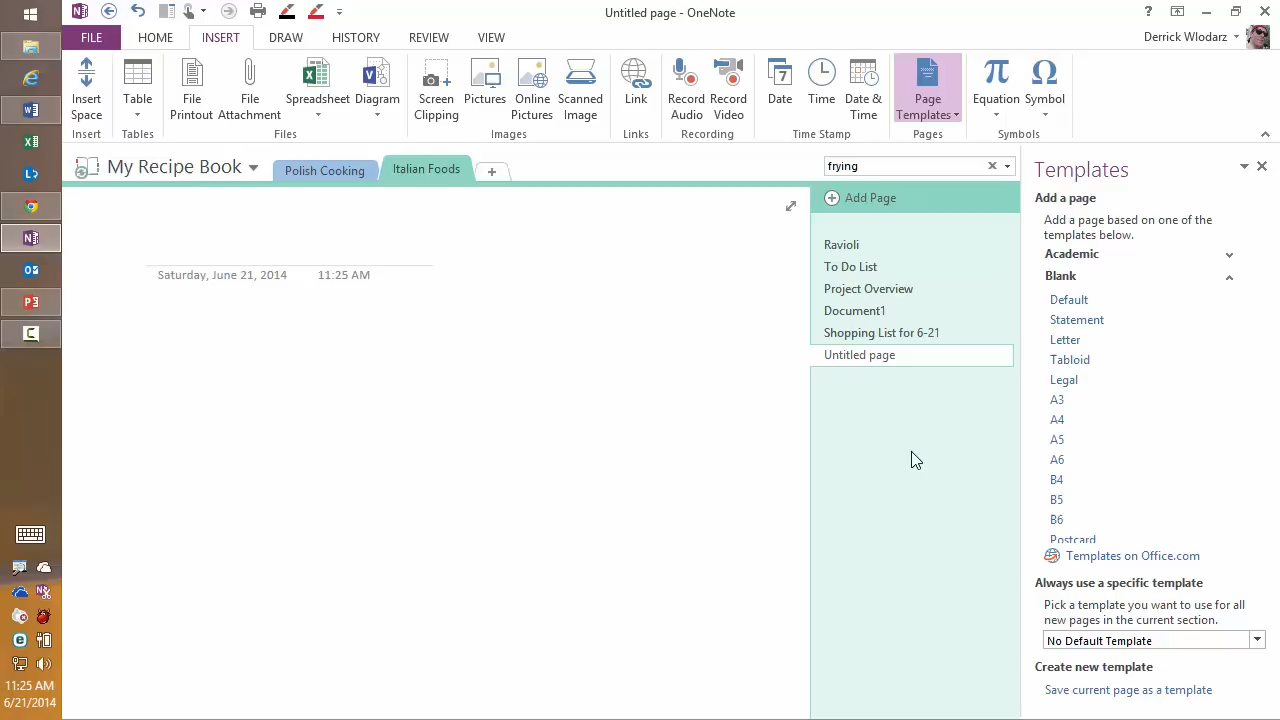 Untitled page - OneNote
?
Derrick Wlodarz
FILE HOME INSERT DRAW HISTORY REVIEW VIEW
Insert Space
Table
File Printout
File Attachment
Spreadsheet
Diagram
Screen Clipping
Pictures
Online Pictures
Scanned Image
Link
Record Audio
Record Video
Date
Time
Date & Time
Page Templates
Equation
Symbol
Insert Tables Files Images Links Recording Time Stamp Pages Symbols
My Recipe Book
Polish Cooking
Italian Foods
frying
Add Page
Saturday, June 21, 2014 11:25 AM
Ravioli
To Do List
Project Overview
Document1
Shopping List for 6-21
Untitled page
Templates
Add a page
Add a page based on one of the
templates below.
Academic
Blank
Default
Statement
Letter
Tabloid
Legal
A3
A4
A5
A6
B4
B5
B6
Postcard
Templates on Office.com
Always use a specific template
Pick a template you want to use for all
new pages in the current section.
No Default Template
Create new template
Save current page as a template
11:25 AM
6/21/2014